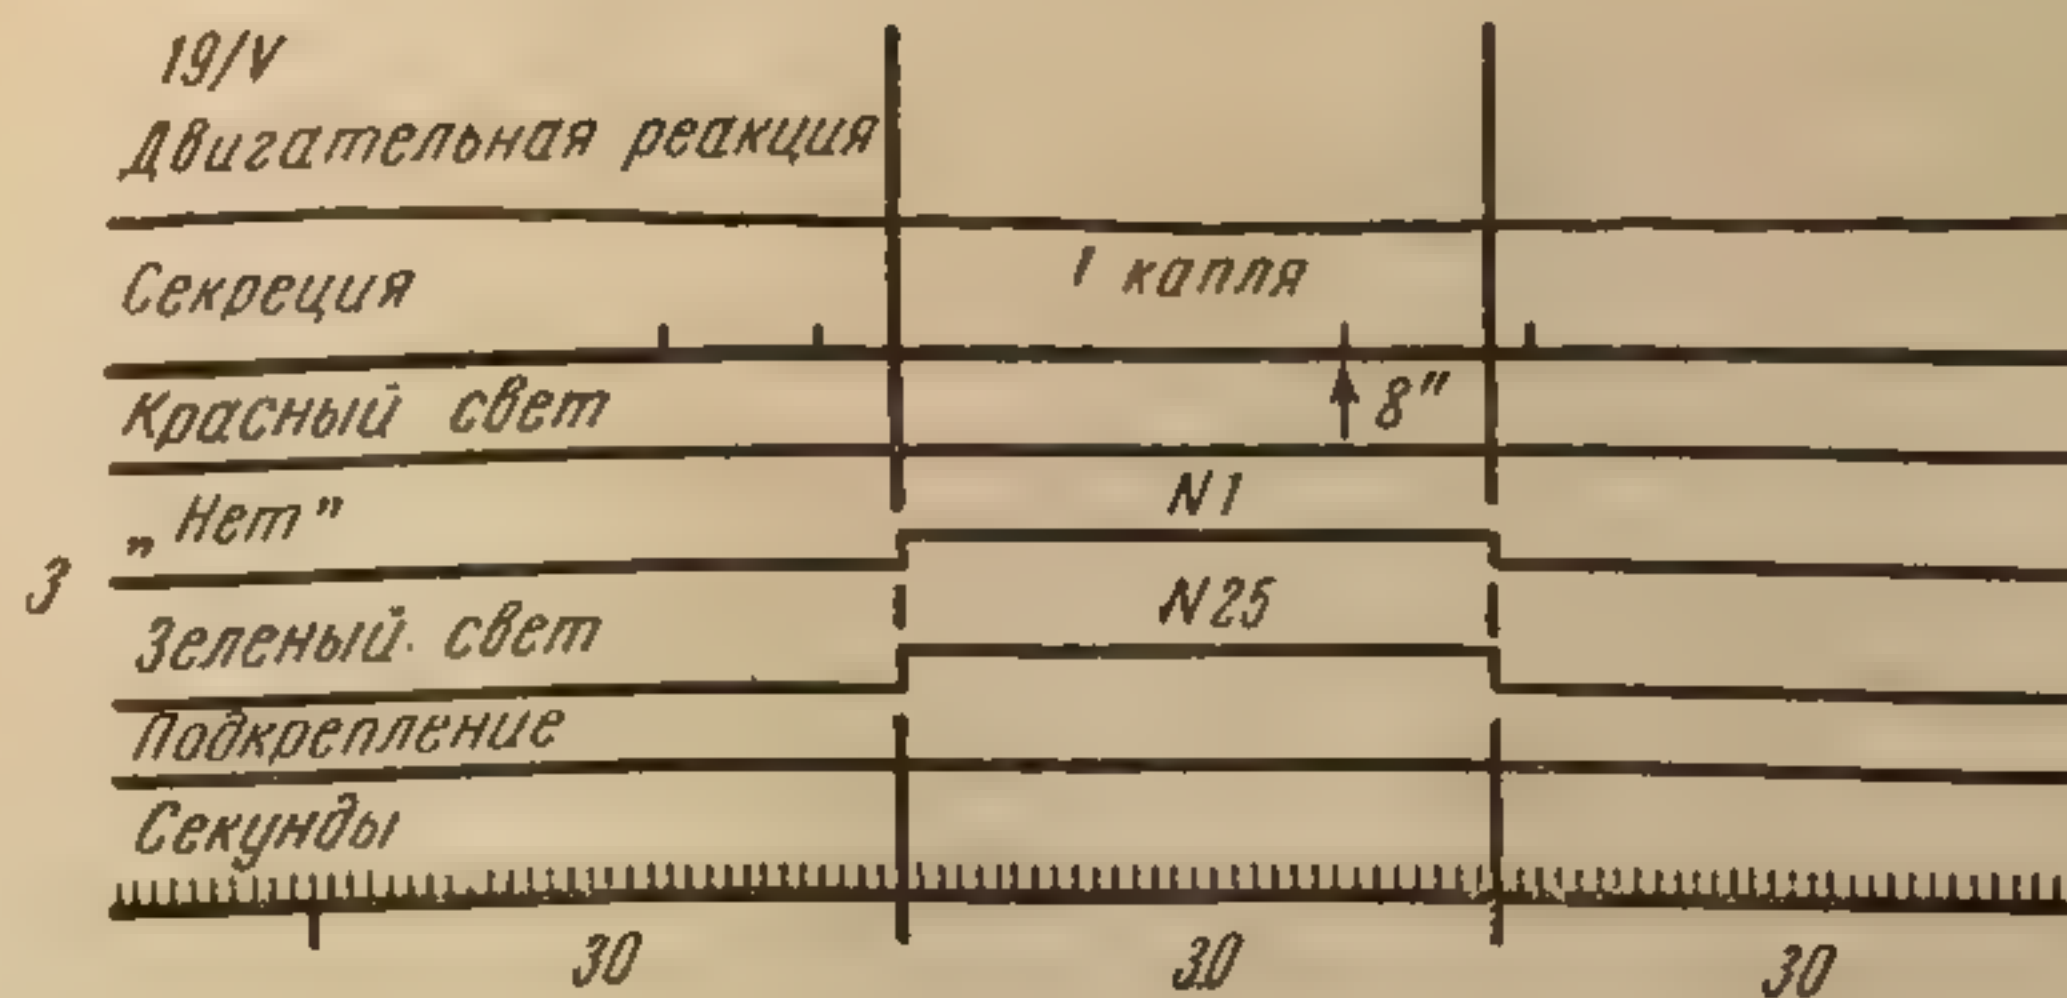 19/V
Двигательная реакция
Секреция
1 капля
Красный свет
8"
„Нет”
N1
3
Зеленый свет
N25
Подкрепление
Секунды
30 30 30